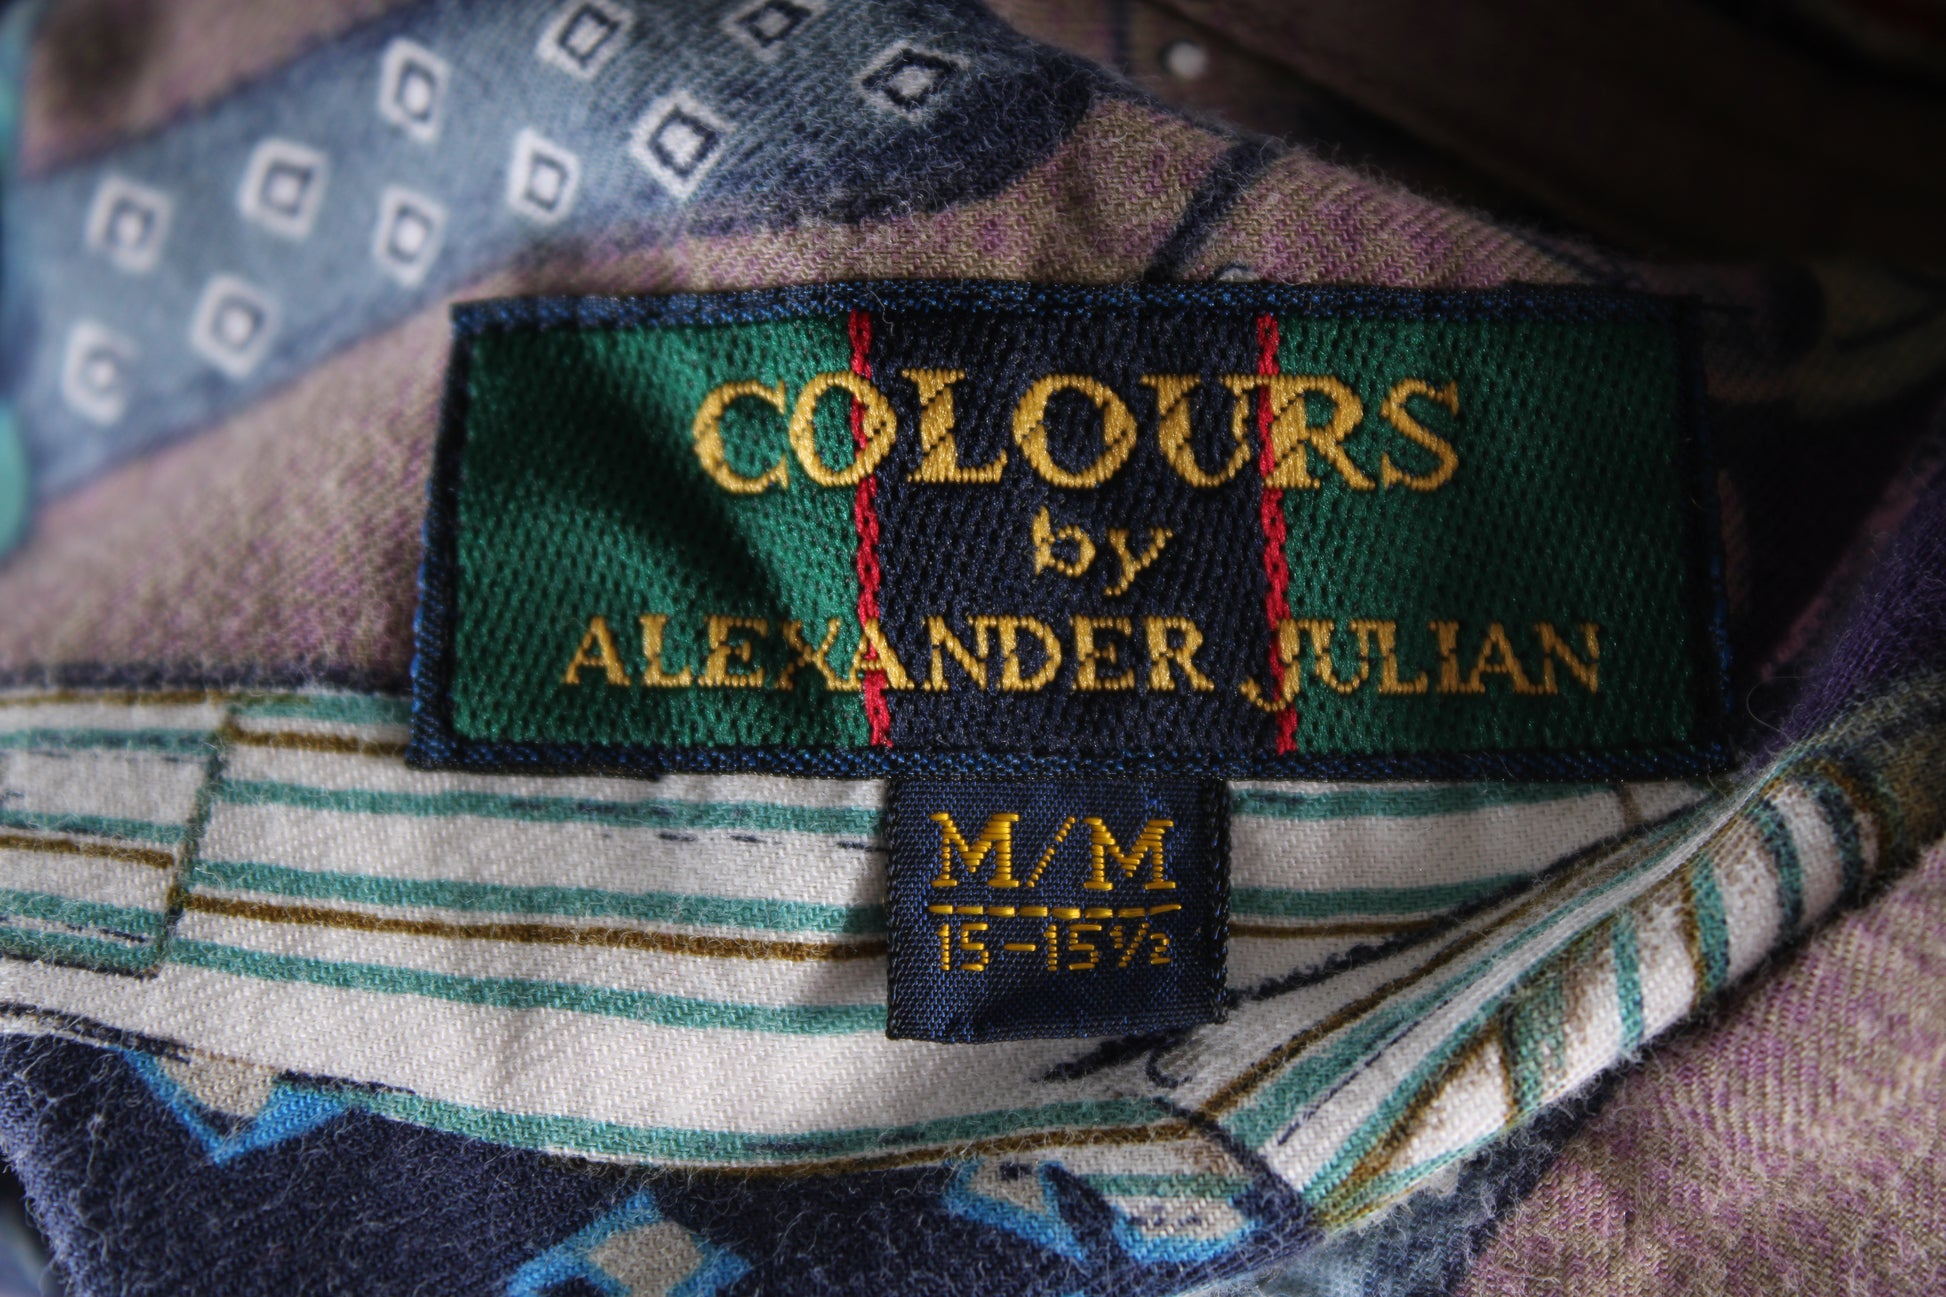 COLOURS
by
ALEXANDER JULIAN
M/M
15-15½